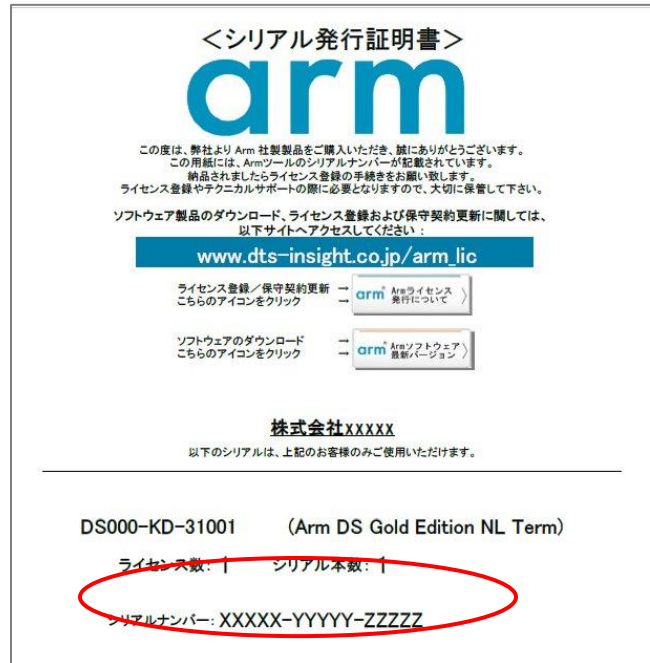 ＜シリアル発行証明書＞
arm
この度は、弊社より Arm 社製製品をご購入いただき、誠にありがとうございます。
この用紙には、Armツールのシリアルナンバーが記載されています。
納品されましたらライセンス登録の手続きをお願い致します。
ライセンス登録やテクニカルサポートの際に必要となりますので、大切に保管して下さい。
ソフトウェア製品のダウンロード、ライセンス登録および保守契約更新に関しては、
以下サイトへアクセスしてください：
www.dts-insight.co.jp/arm_lic
ライセンス登録／保守契約更新 →
こちらのアイコンをクリック →
arm Armライセンス発行について 〉
ソフトウェアのダウンロード →
こちらのアイコンをクリック →
arm Armソフトウェア最新バージョン 〉
株式会社xxxxx
以下のシリアルは、上記のお客様のみご使用いただけます。
DS000-KD-31001 (Arm DS Gold Edition NL Term)
ライセンス数： 1 シリアル本数： 1
シリアルナンバー： XXXXX-YYYYY-ZZZZZ